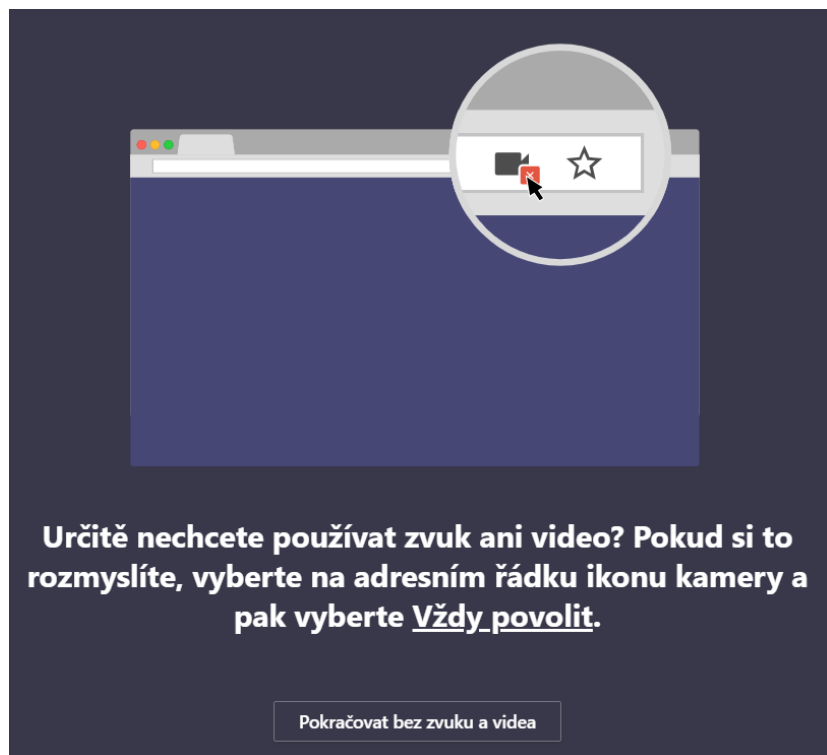 Určitě nechcete používat zvuk ani video? Pokud si to
rozmyslíte, vyberte na adresním řádku ikonu kamery a
pak vyberte Vždy povolit.
Pokračovat bez zvuku a videa